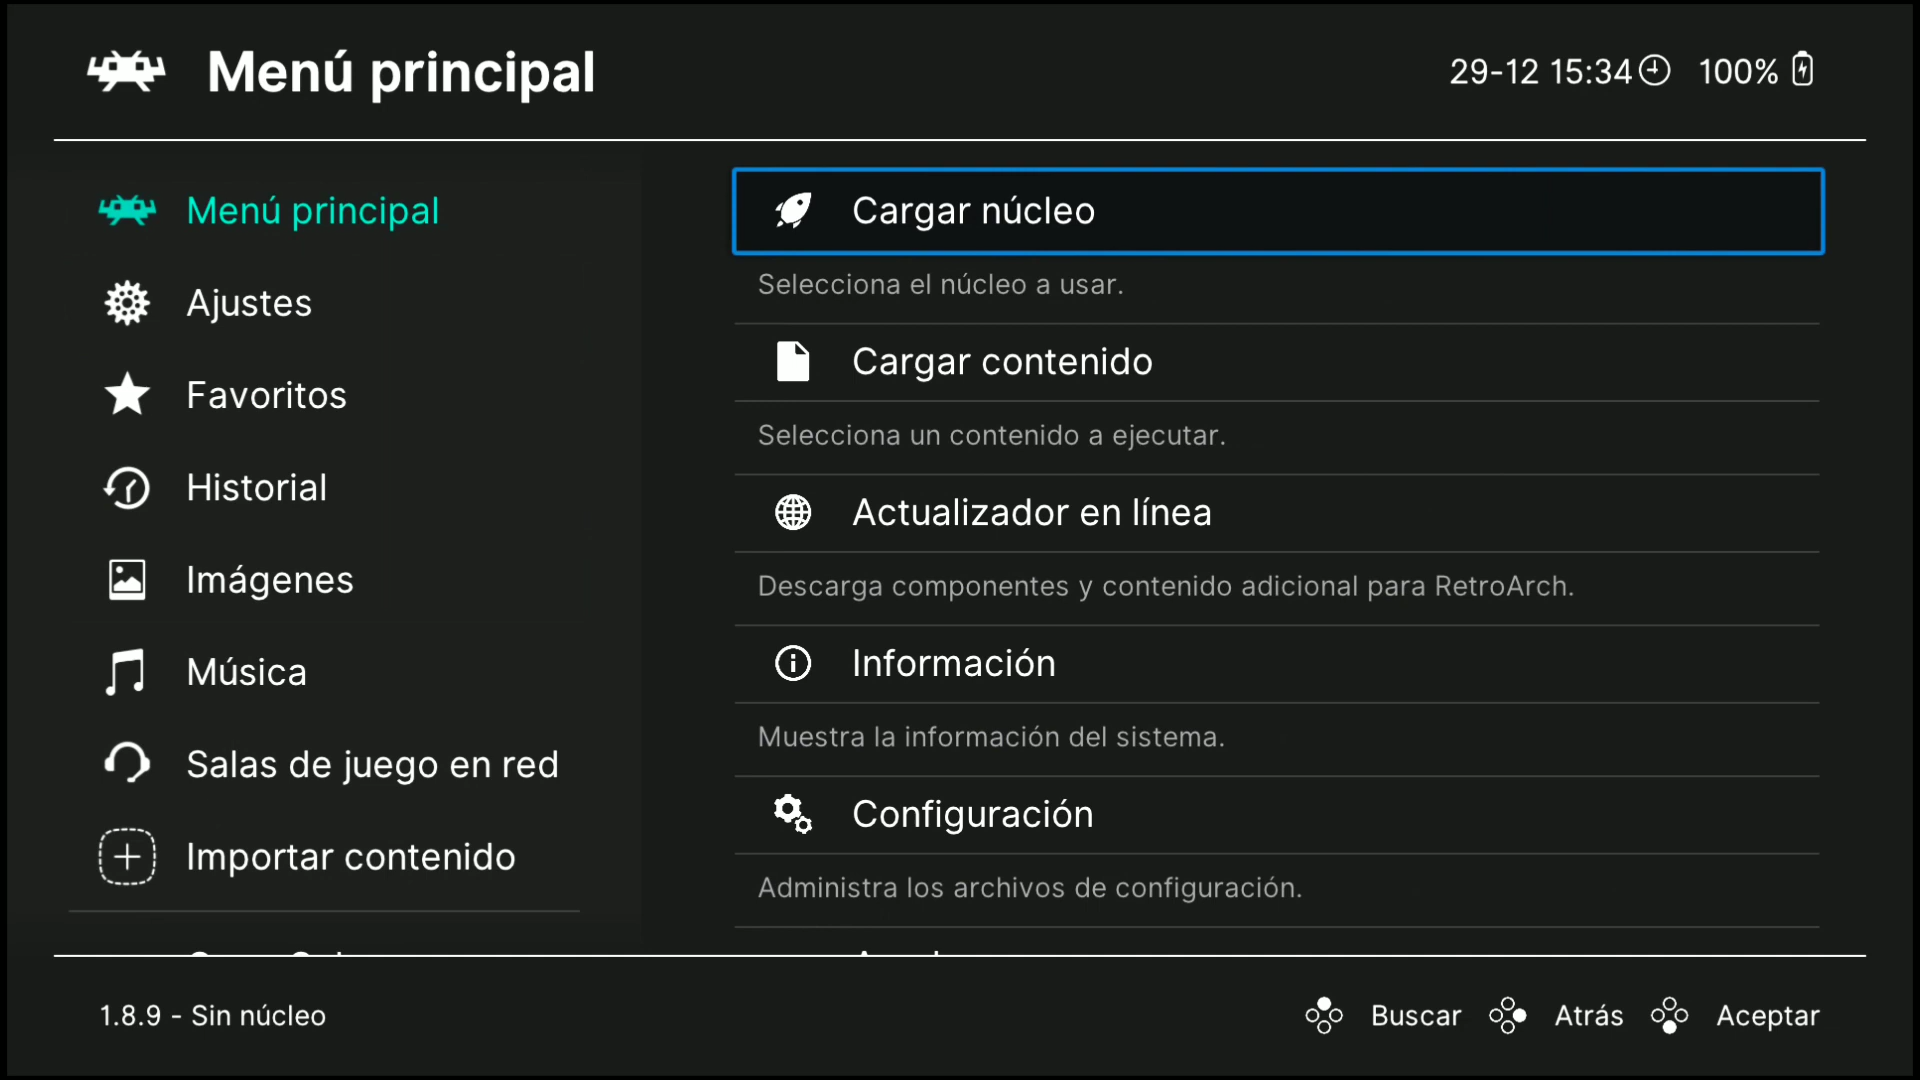 Menú principal
29-12 15:34
100%
Menú principal
Ajustes
Favoritos
Historial
Imágenes
Música
Salas de juego en red
Importar contenido
Cargar núcleo
Selecciona el núcleo a usar.
Cargar contenido
Selecciona un contenido a ejecutar.
Actualizador en línea
Descarga componentes y contenido adicional para RetroArch.
Información
Muestra la información del sistema.
Configuración
Administra los archivos de configuración.
1.8.9 - Sin núcleo
Buscar
Atrás
Aceptar